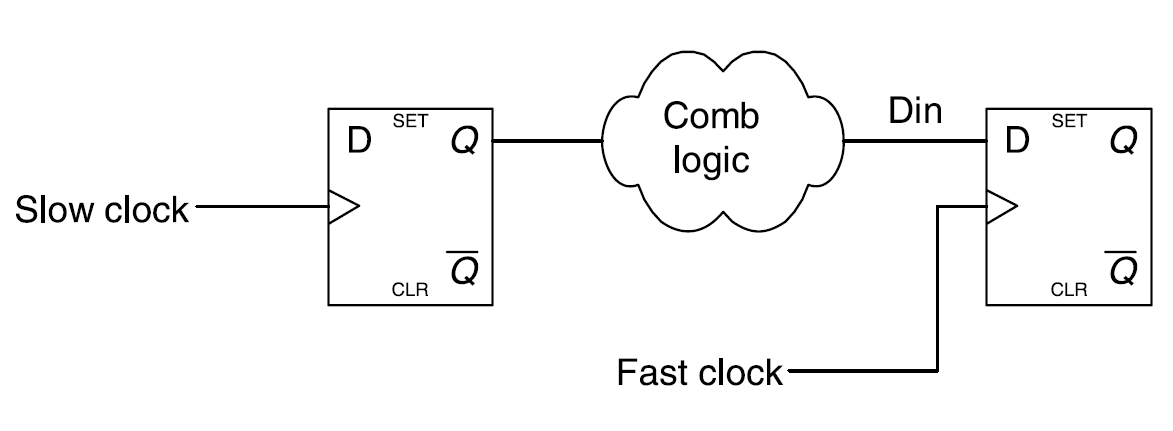 Comb
logic
Din
D SET Q
Q
CLR
D SET Q
Q
CLR
Slow clock
Fast clock